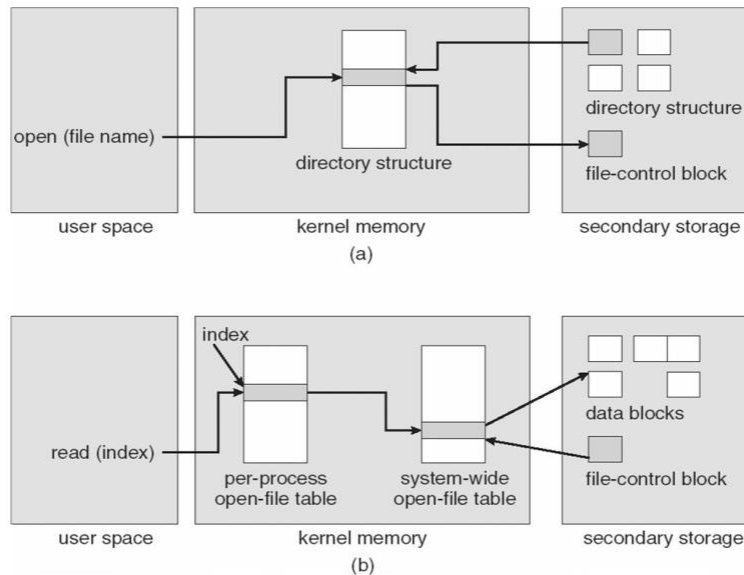 open (file name)
directory structure
directory structure
file-control block
user space
kernel memory
secondary storage
(a)
index
read (index)
per-process
open-file table
system-wide
open-file table
data blocks
file-control block
user space
kernel memory
secondary storage
(b)